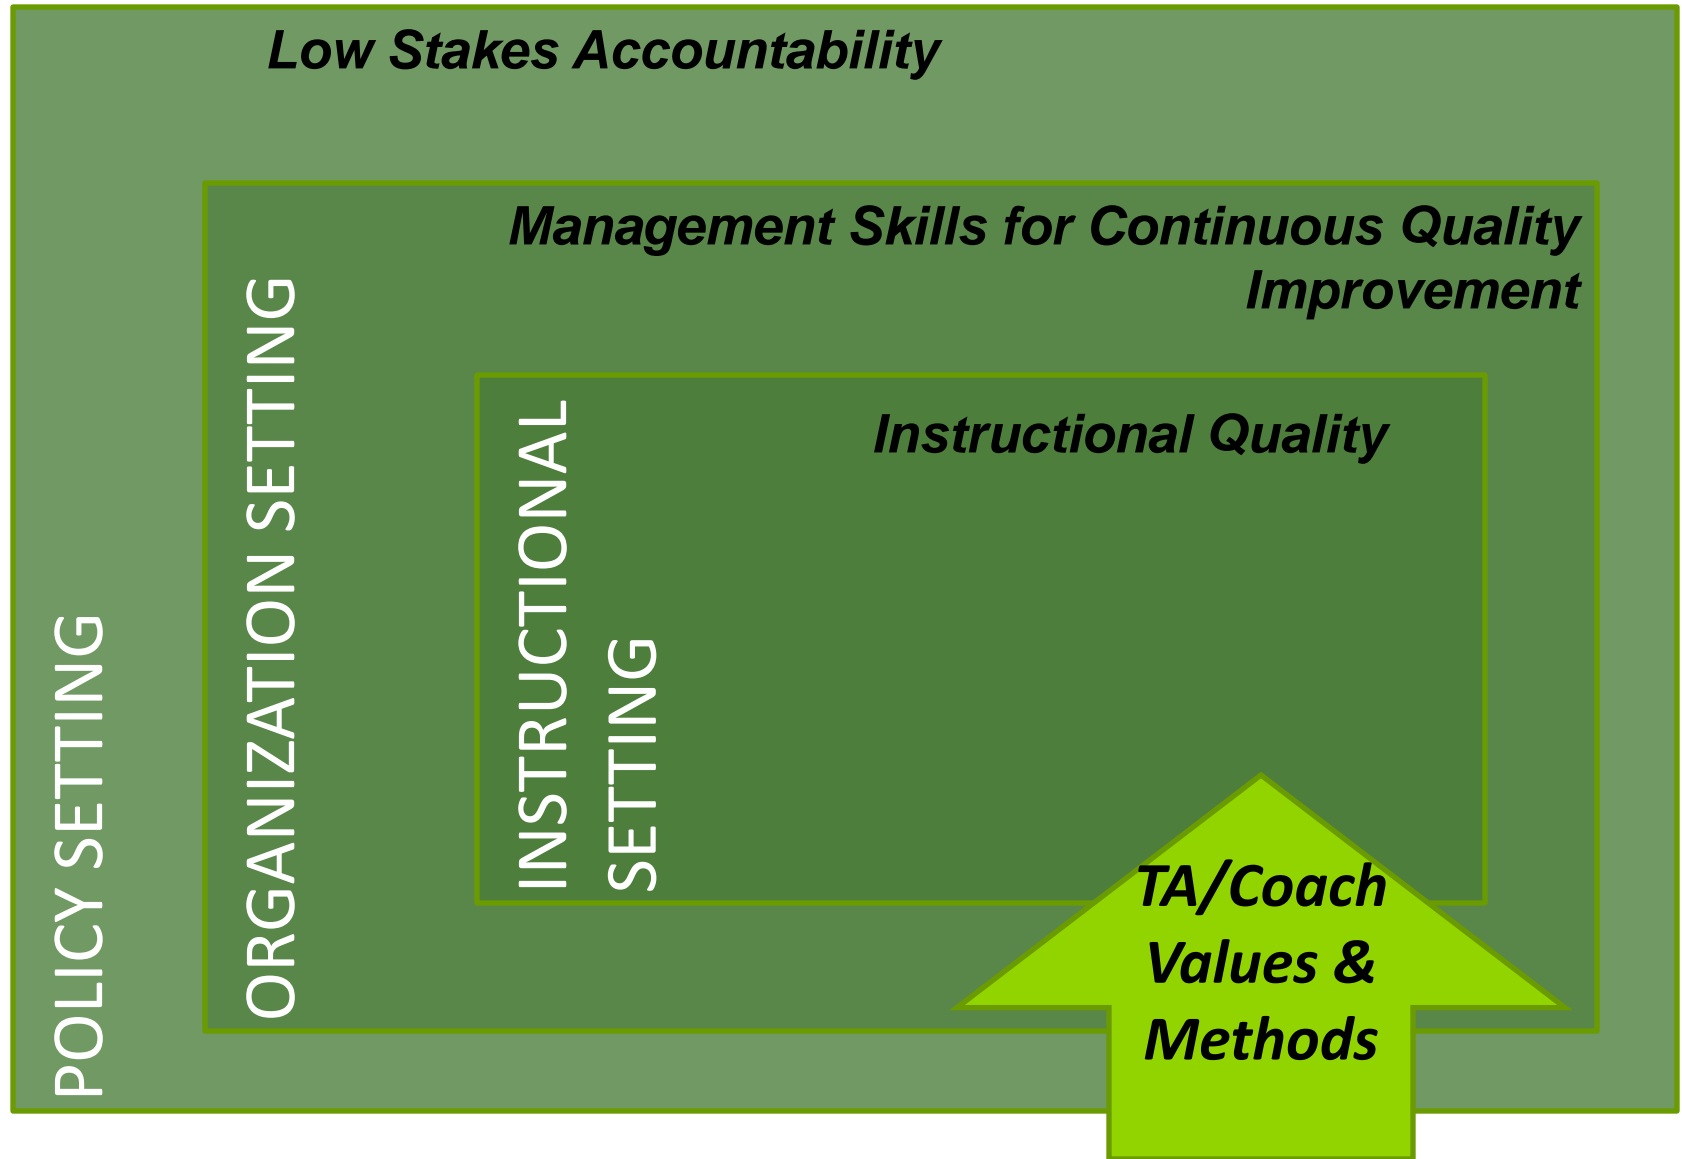 Low Stakes Accountability
Management Skills for Continuous Quality
Improvement
Instructional Quality
POLICY SETTING
ORGANIZATION SETTING
INSTRUCTIONAL
SETTING
TA/Coach
Values &
Methods